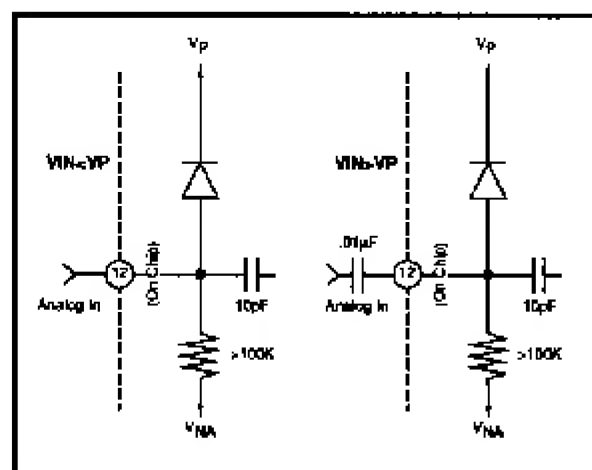 VP
VIN<VP
12
(On Chip)
Analog In
10pF
>100K
VNA
VP
VIN>VP
.01µF
12
(On Chip)
Analog In
10pF
>100K
VNA